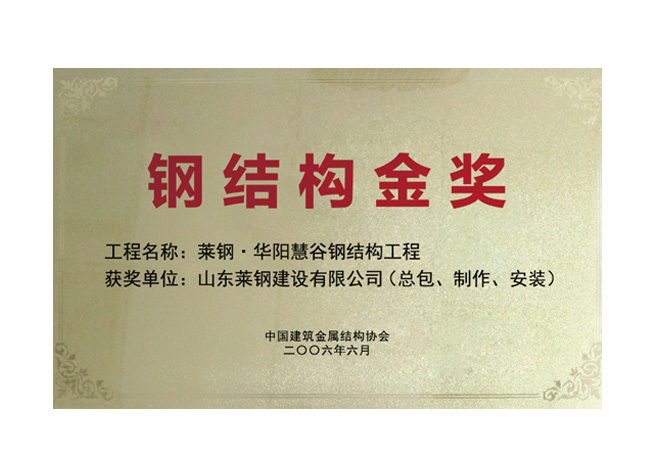 钢结构金奖
工程名称：莱钢·华阳慧谷钢结构工程
获奖单位：山东莱钢建设有限公司（总包、制作、安装）
中国建筑金属结构协会
二〇〇六年六月